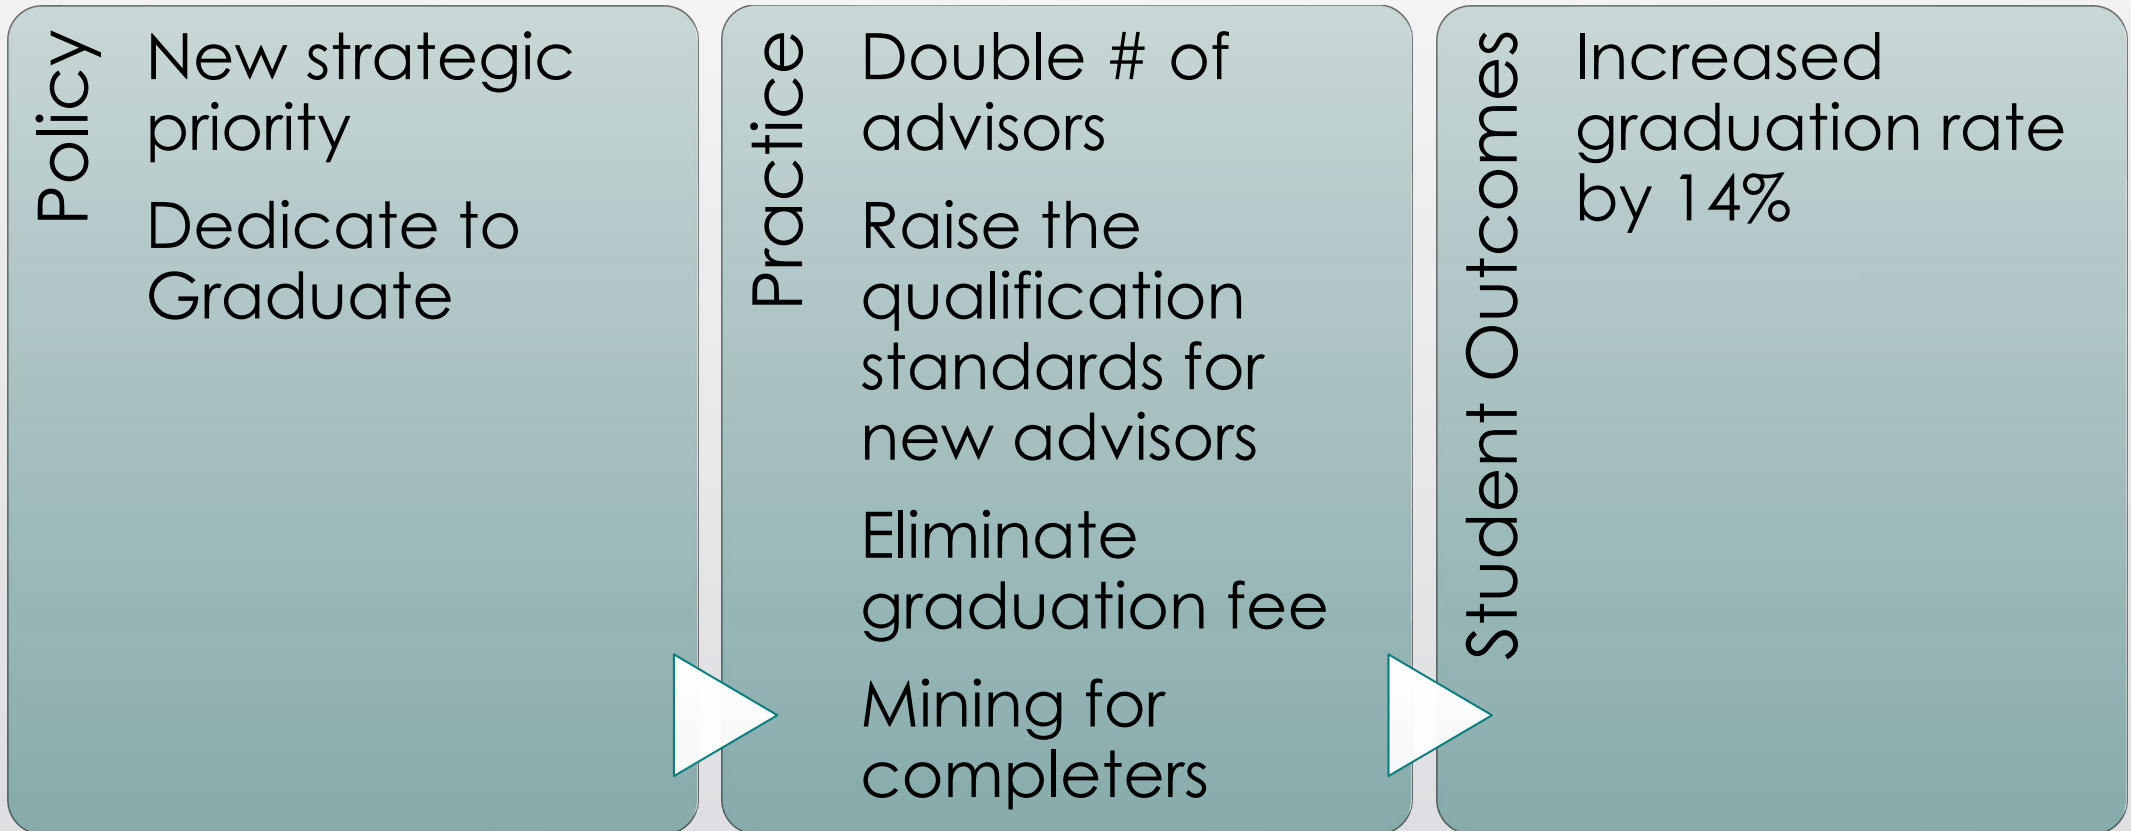 Policy
New strategic
priority
Dedicate to
Graduate
Practice
Double # of
advisors
Raise the
qualification
standards for
new advisors
Eliminate
graduation fee
Mining for
completers
Student Outcomes
Increased
graduation rate
by 14%